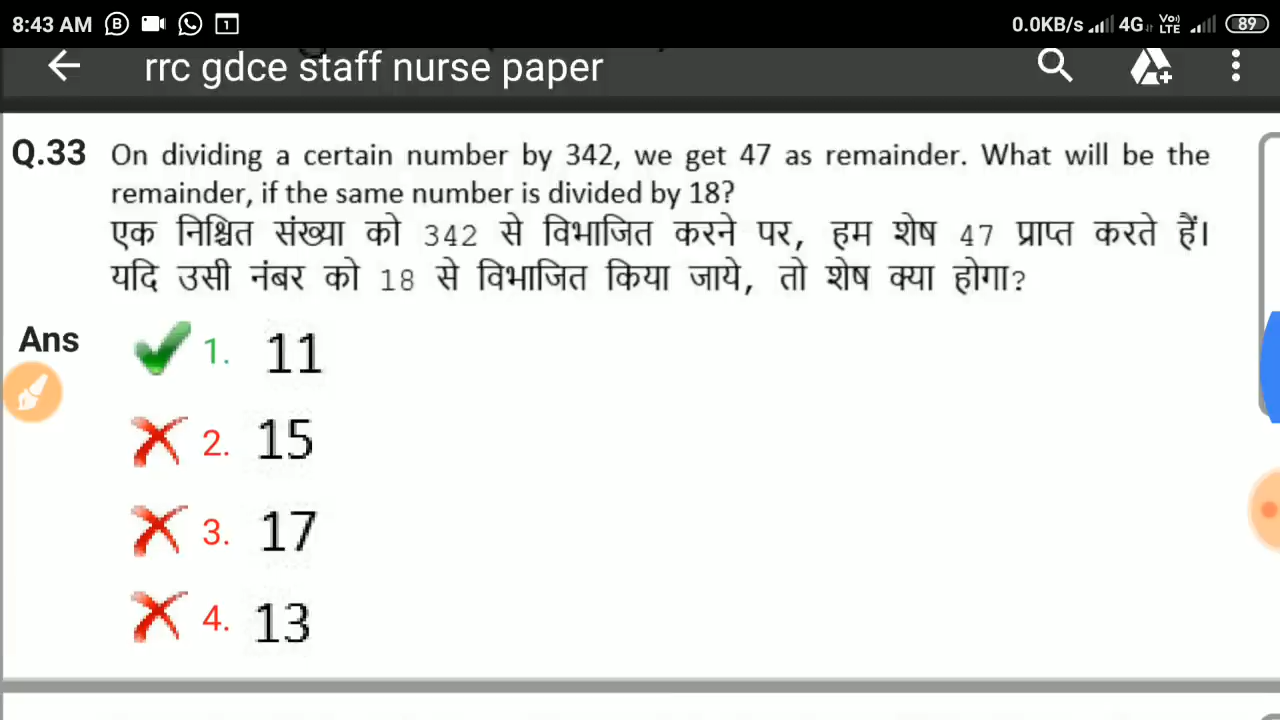 8:43 AM 0.0KB/s 4G Vo) LTE 89
rrc gdce staff nurse paper
Q.33 On dividing a certain number by 342, we get 47 as remainder. What will be the
remainder, if the same number is divided by 18?
एक निश्चित संख्या को 342 से विभाजित करने पर, हम शेष 47 प्राप्त करते हैं।
यदि उसी नंबर को 18 से विभाजित किया जाये, तो शेष क्या होगा?
Ans 1. 11
2. 15
3. 17
4. 13